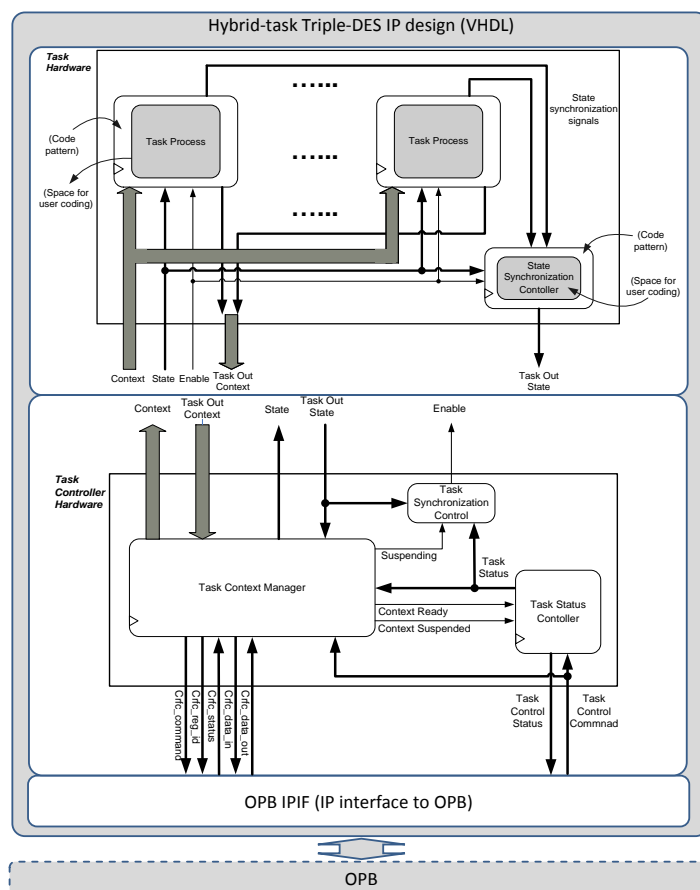 Hybrid-task Triple-DES IP design (VHDL)
Task
Hardware
......
......
State
synchronization
signals
(Code
pattern)
Task Process
Task Process
......
(Space for
user coding)
......
(Code
pattern)
State
Synchronization
Contoller
(Space for
user coding)
Context
State
Enable
Task Out
Context
Task Out
State
Context
Task Out
Context
State
Task Out
State
Enable
Task
Controller
Hardware
Task
Synchronization
Control
Suspending
Task
Status
Task Context Manager
Context Ready
Context Suspended
Task Status
Contoller
Crfc_command
Crfc_reg_id
Crfc_status
Crfc_data_in
Crfc_data_out
Task
Control
Status
Task
Control
Commnad
OPB IPIF (IP interface to OPB)
OPB